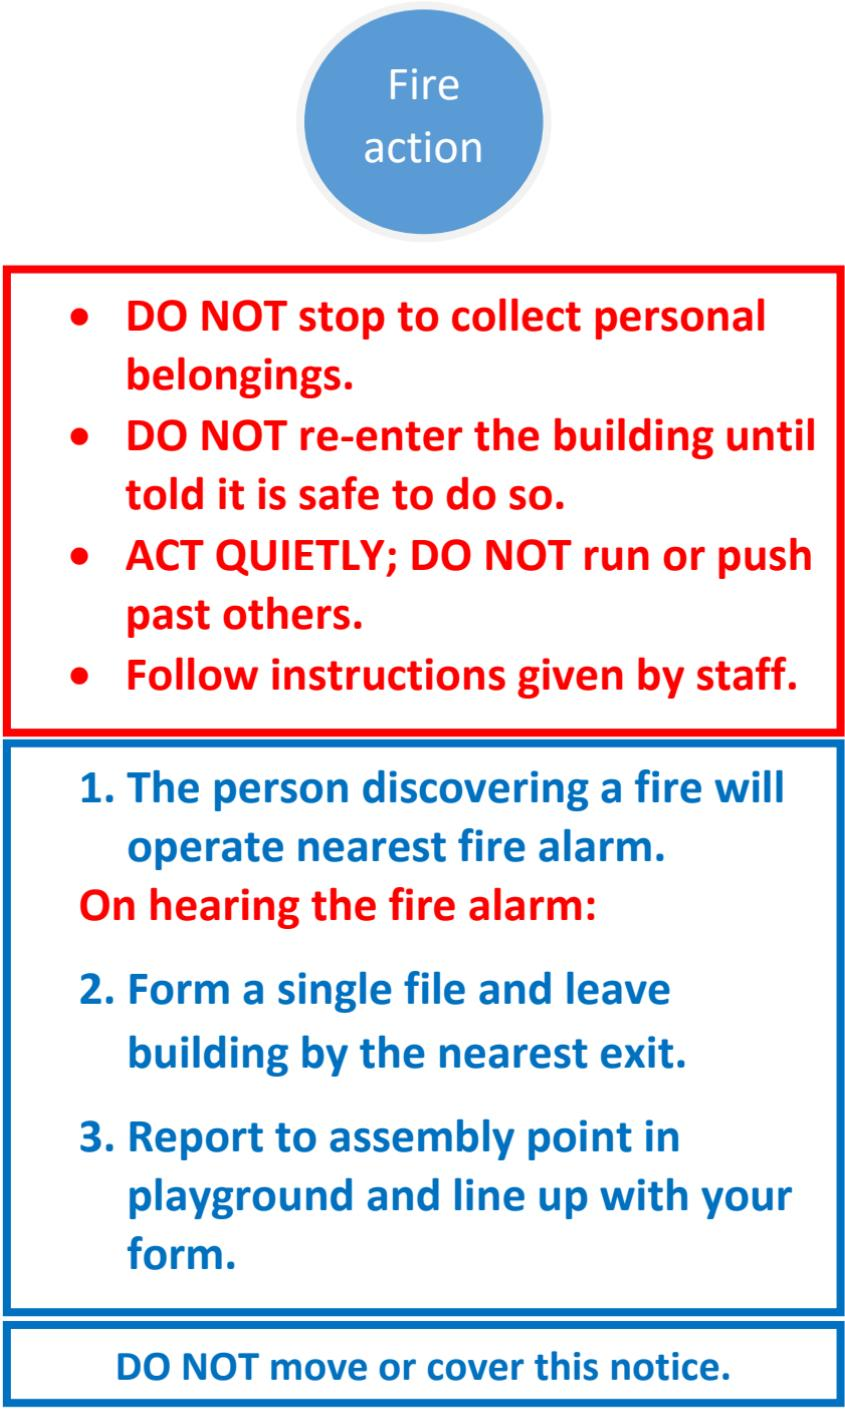 Fire
action
• DO NOT stop to collect personal
belongings.
• DO NOT re-enter the building until
told it is safe to do so.
• ACT QUIETLY; DO NOT run or push
past others.
• Follow instructions given by staff.
1. The person discovering a fire will
operate nearest fire alarm.
On hearing the fire alarm:
2. Form a single file and leave
building by the nearest exit.
3. Report to assembly point in
playground and line up with your
form.
DO NOT move or cover this notice.